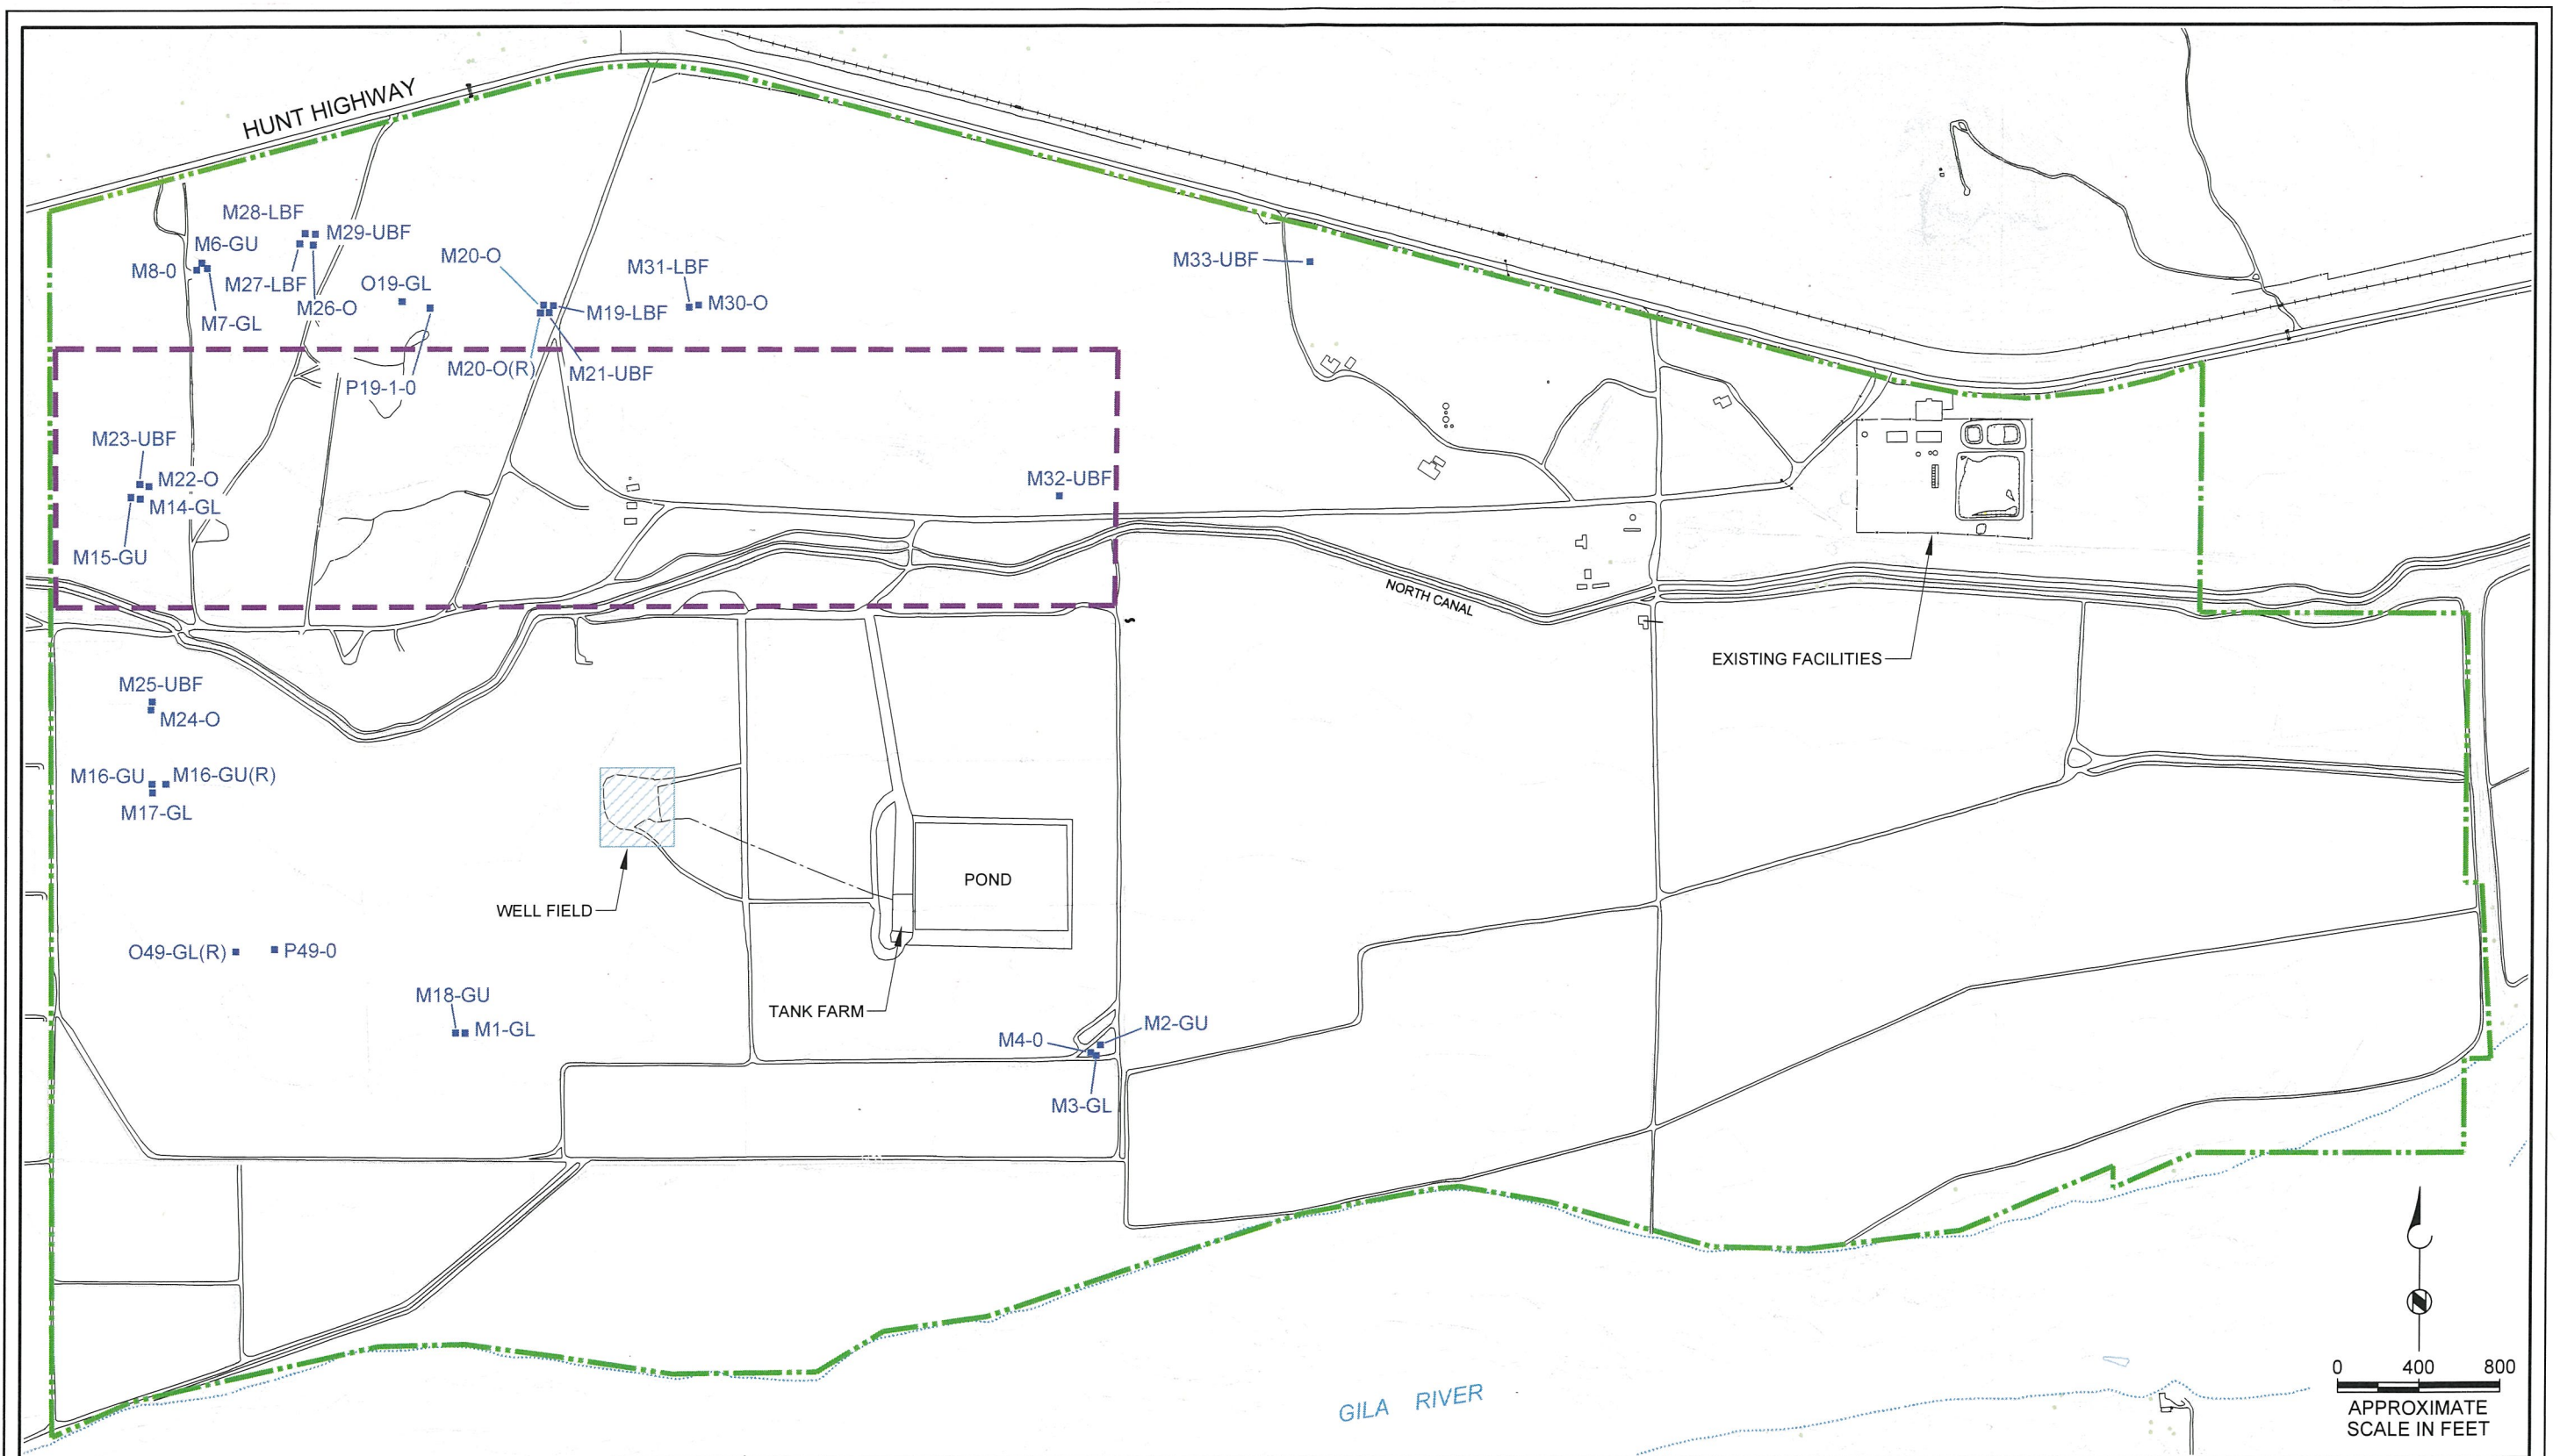 HUNT HIGHWAY
M28-LBF
M29-UBF
M6-GU
M8-0
M27-LBF
M7-GL
M26-O
O19-GL
M20-O
M31-LBF
M30-O
M19-LBF
M33-UBF
M20-O(R)
M21-UBF
P19-1-0
M23-UBF
M22-O
M14-GL
M15-GU
M32-UBF
NORTH CANAL
EXISTING FACILITIES
M25-UBF
M24-O
M16-GU
M16-GU(R)
M17-GL
POND
WELL FIELD
O49-GL(R)
P49-0
M18-GU
M1-GL
TANK FARM
M4-0
M2-GU
M3-GL
GILA RIVER
0 400 800
APPROXIMATE
SCALE IN FEET